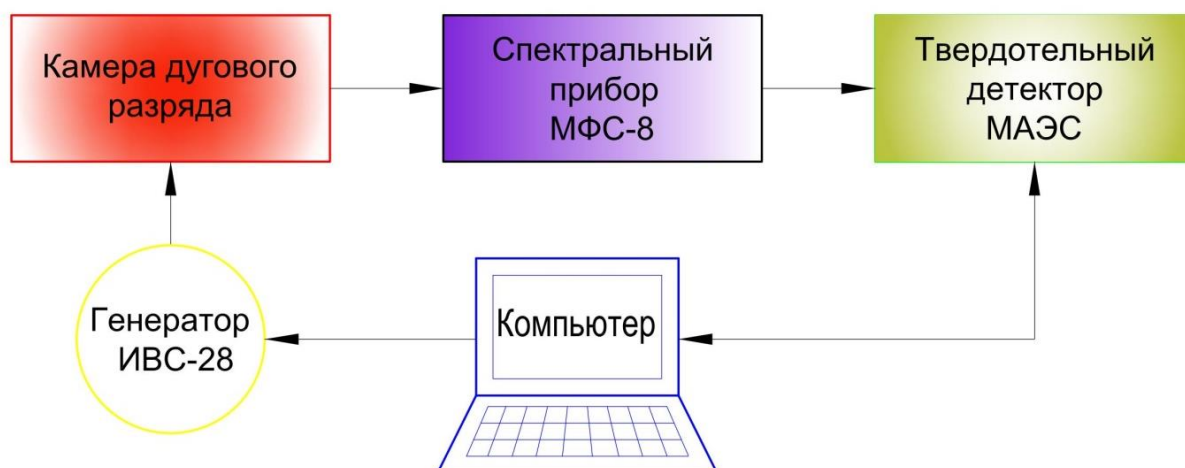 Камера дугового
разряда
Спектральный
прибор
МФС-8
Твердотельный
детектор
МАЭС
Генератор
ИВС-28
Компьютер